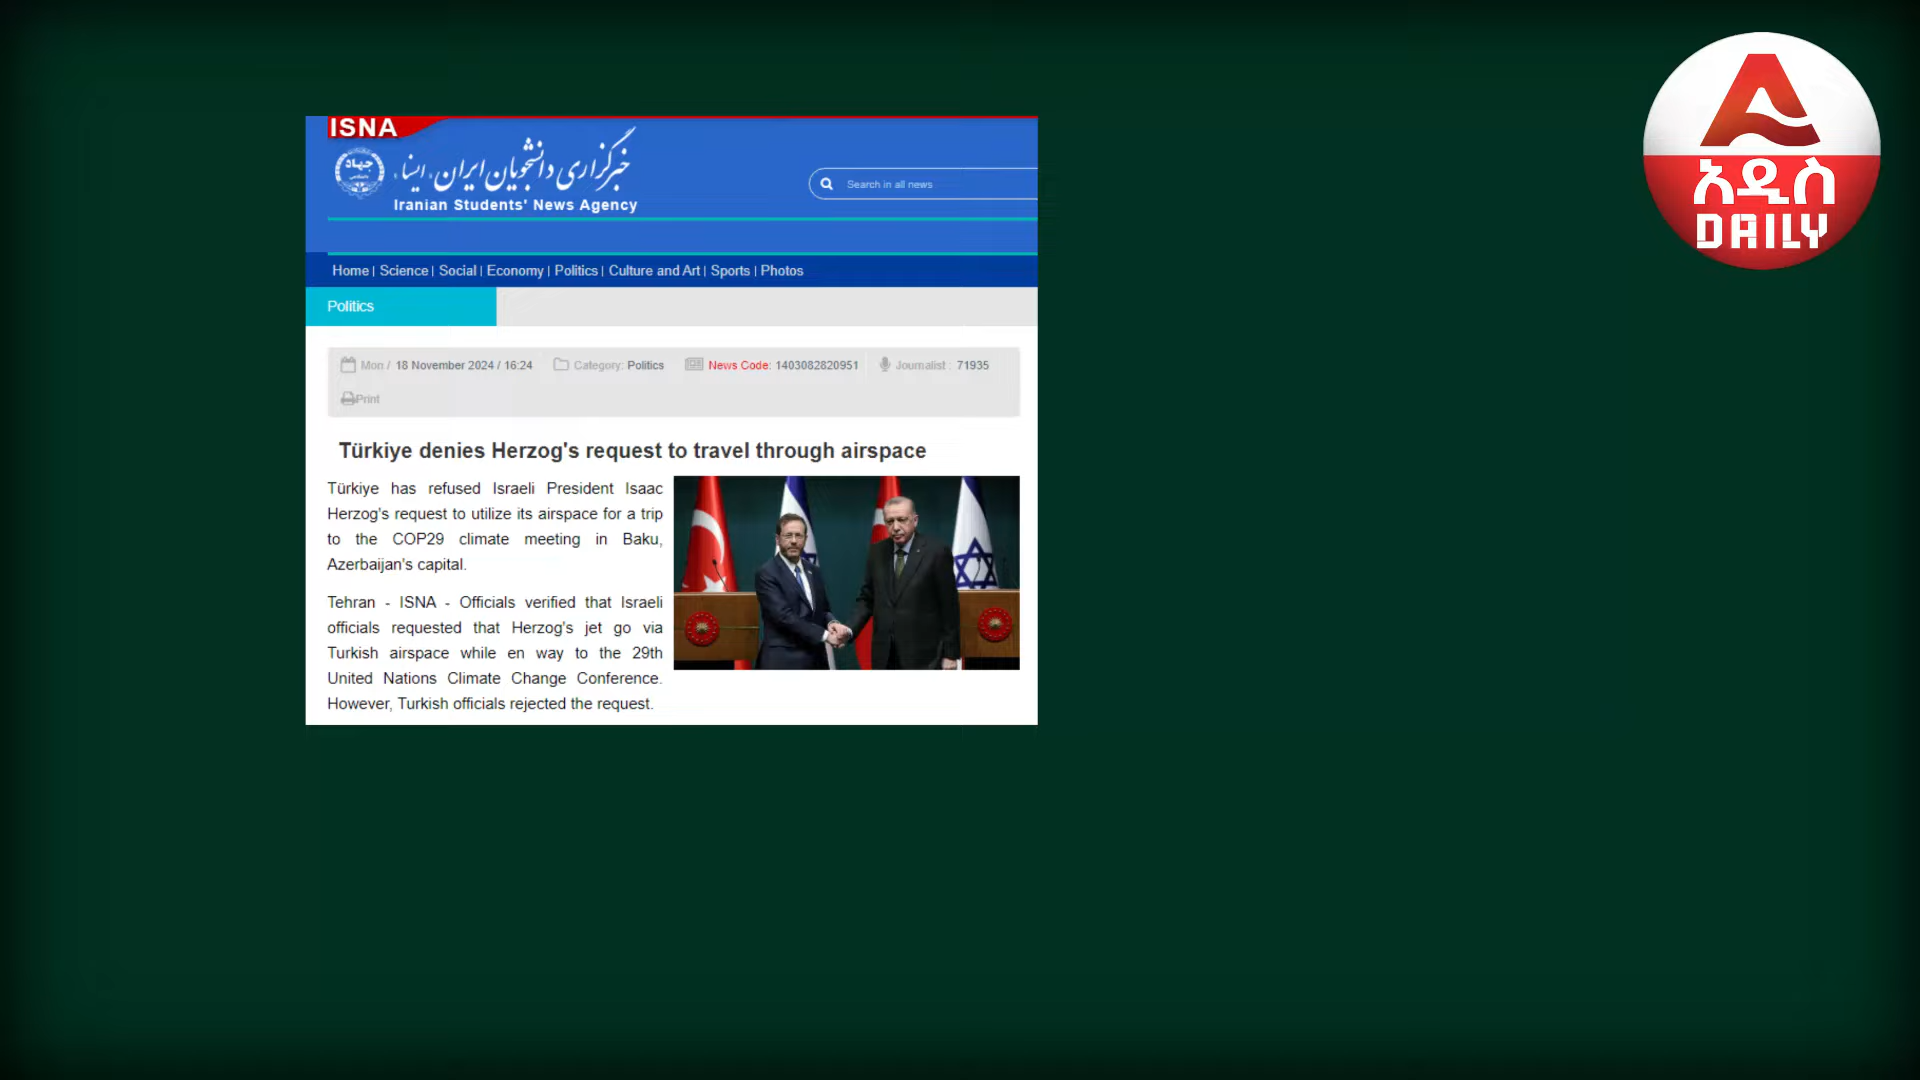 ISNA
خبرگزاری دانشجویان ایران، ایسنا،
جهاد
دانشگاهی
Iranian Students' News Agency
Search in all news
Home | Science | Social | Economy | Politics | Culture and Art | Sports | Photos
Politics
Mon / 18 November 2024 / 16:24 Category: Politics News Code: 1403082820951 Journalist : 71935
Print
Türkiye denies Herzog's request to travel through airspace
Türkiye has refused Israeli President Isaac
Herzog's request to utilize its airspace for a trip
to the COP29 climate meeting in Baku,
Azerbaijan's capital.
Tehran - ISNA - Officials verified that Israeli
officials requested that Herzog's jet go via
Turkish airspace while en way to the 29th
United Nations Climate Change Conference.
However, Turkish officials rejected the request.
አዲስ
DAILY